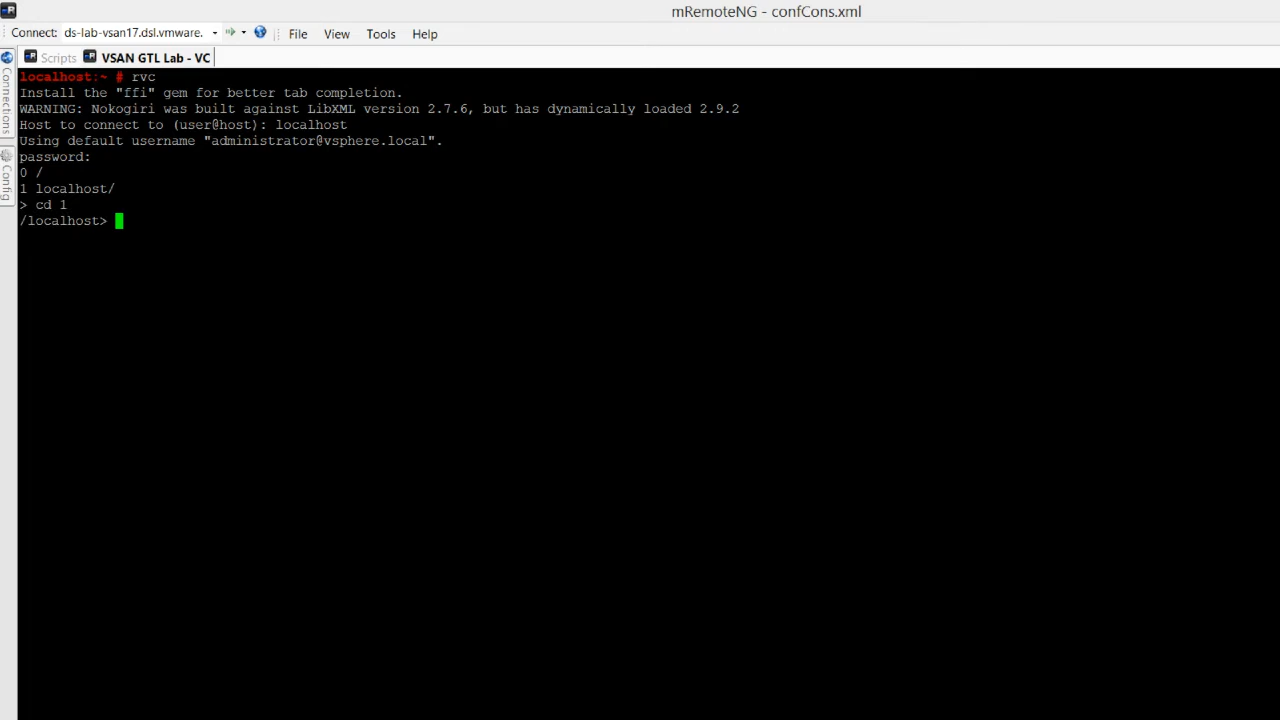 mRemoteNG - confCons.xml
Connect: ds-lab-vsan17.dsl.vmware. File View Tools Help
Scripts VSAN GTL Lab - VC
Connections
Config
localhost:~ # rvc
Install the "ffi" gem for better tab completion.
WARNING: Nokogiri was built against LibXML version 2.7.6, but has dynamically loaded 2.9.2
Host to connect to (user@host): localhost
Using default username "administrator@vsphere.local".
password:
0 /
1 localhost/
> cd 1
/localhost>